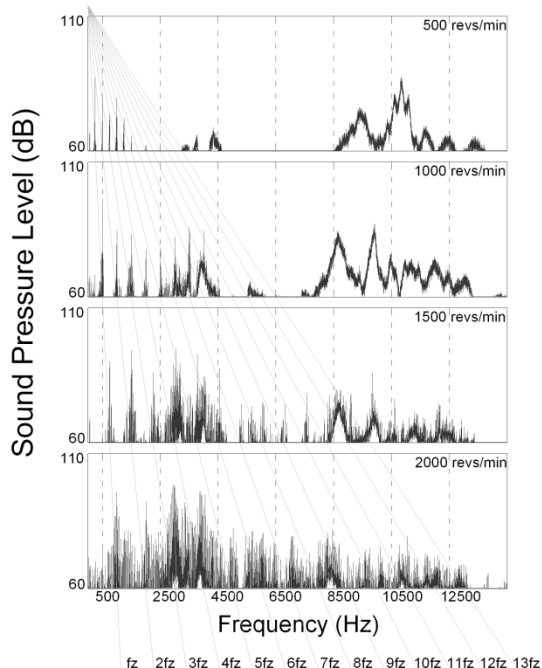 110
500 revs/min
60
110
1000 revs/min
60
110
1500 revs/min
60
110
2000 revs/min
60
Sound Pressure Level (dB)
500 2500 4500 6500 8500 10500 12500
Frequency (Hz)
fz 2fz 3fz 4fz 5fz 6fz 7fz 8fz 9fz 10fz 11fz 12fz 13fz